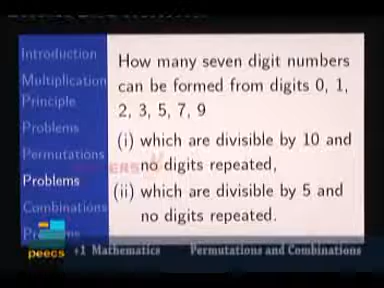 Introduction
Multiplication
Principle
Problems
Permutations
Problems
Combinations
How many seven digit numbers
can be formed from digits 0, 1,
2, 3, 5, 7, 9
(i) which are divisible by 10 and
no digits repeated,
(ii) which are divisible by 5 and
no digits repeated.
peecs
+1 Mathematics
Permutations and Combinations